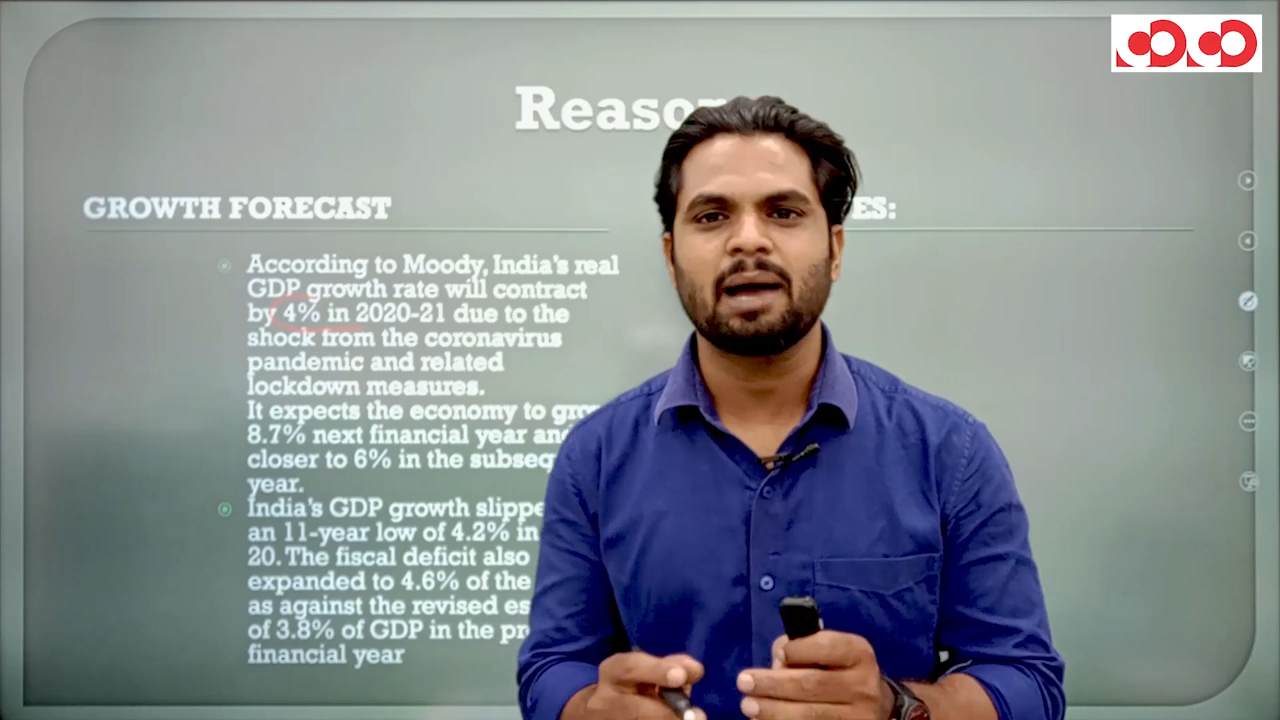 Reaso
GROWTH FORECAST
ES:
According to Moody, India's real
GDP growth rate will contract
by 4% in 2020-21 due to the
shock from the coronavirus
pandemic and related
lockdown measures.
It expects the economy to grow
8.7% next financial year and
closer to 6% in the subseq
year.
India's GDP growth slippe
an 11-year low of 4.2% in
20. The fiscal deficit also
expanded to 4.6% of the
as against the revised es
of 3.8% of GDP in the pr
financial year